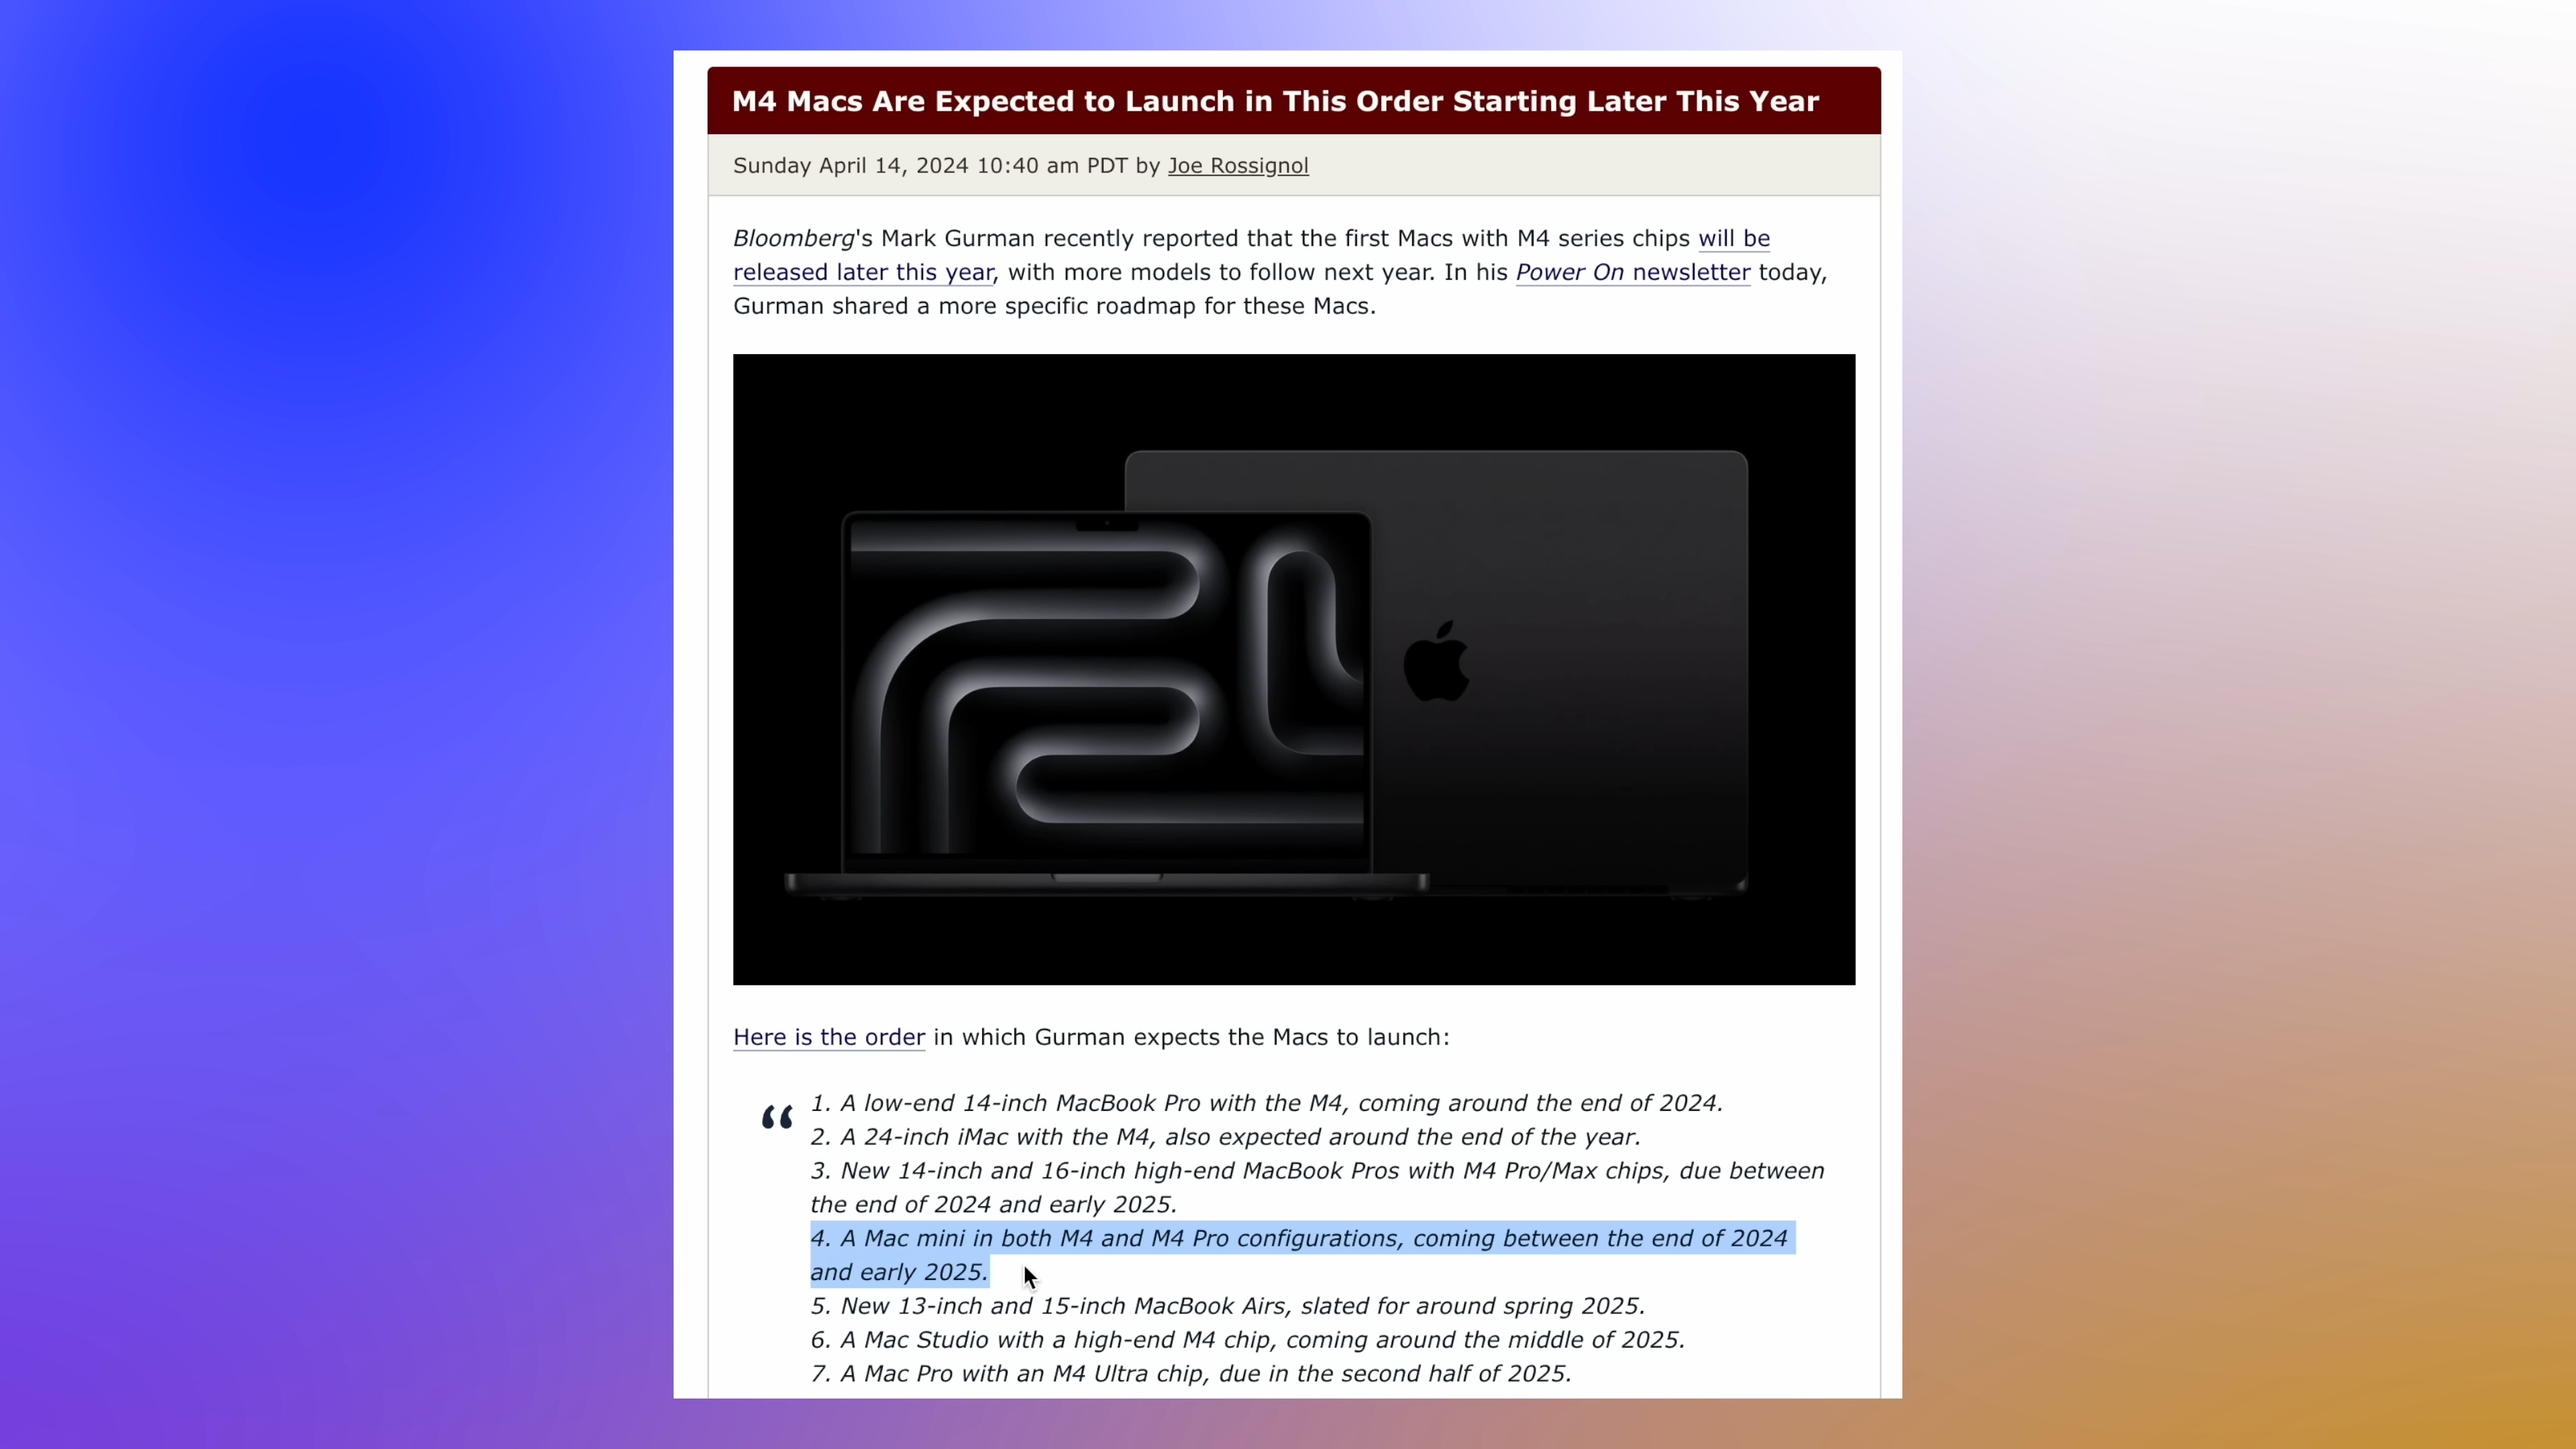 M4 Macs Are Expected to Launch in This Order Starting Later This Year
Sunday April 14, 2024 10:40 am PDT by Joe Rossignol
Bloomberg's Mark Gurman recently reported that the first Macs with M4 series chips will be
released later this year, with more models to follow next year. In his Power On newsletter today,
Gurman shared a more specific roadmap for these Macs.
Here is the order in which Gurman expects the Macs to launch:
“ 1. A low-end 14-inch MacBook Pro with the M4, coming around the end of 2024.
2. A 24-inch iMac with the M4, also expected around the end of the year.
3. New 14-inch and 16-inch high-end MacBook Pros with M4 Pro/Max chips, due between
the end of 2024 and early 2025.
4. A Mac mini in both M4 and M4 Pro configurations, coming between the end of 2024
and early 2025.
5. New 13-inch and 15-inch MacBook Airs, slated for around spring 2025.
6. A Mac Studio with a high-end M4 chip, coming around the middle of 2025.
7. A Mac Pro with an M4 Ultra chip, due in the second half of 2025.